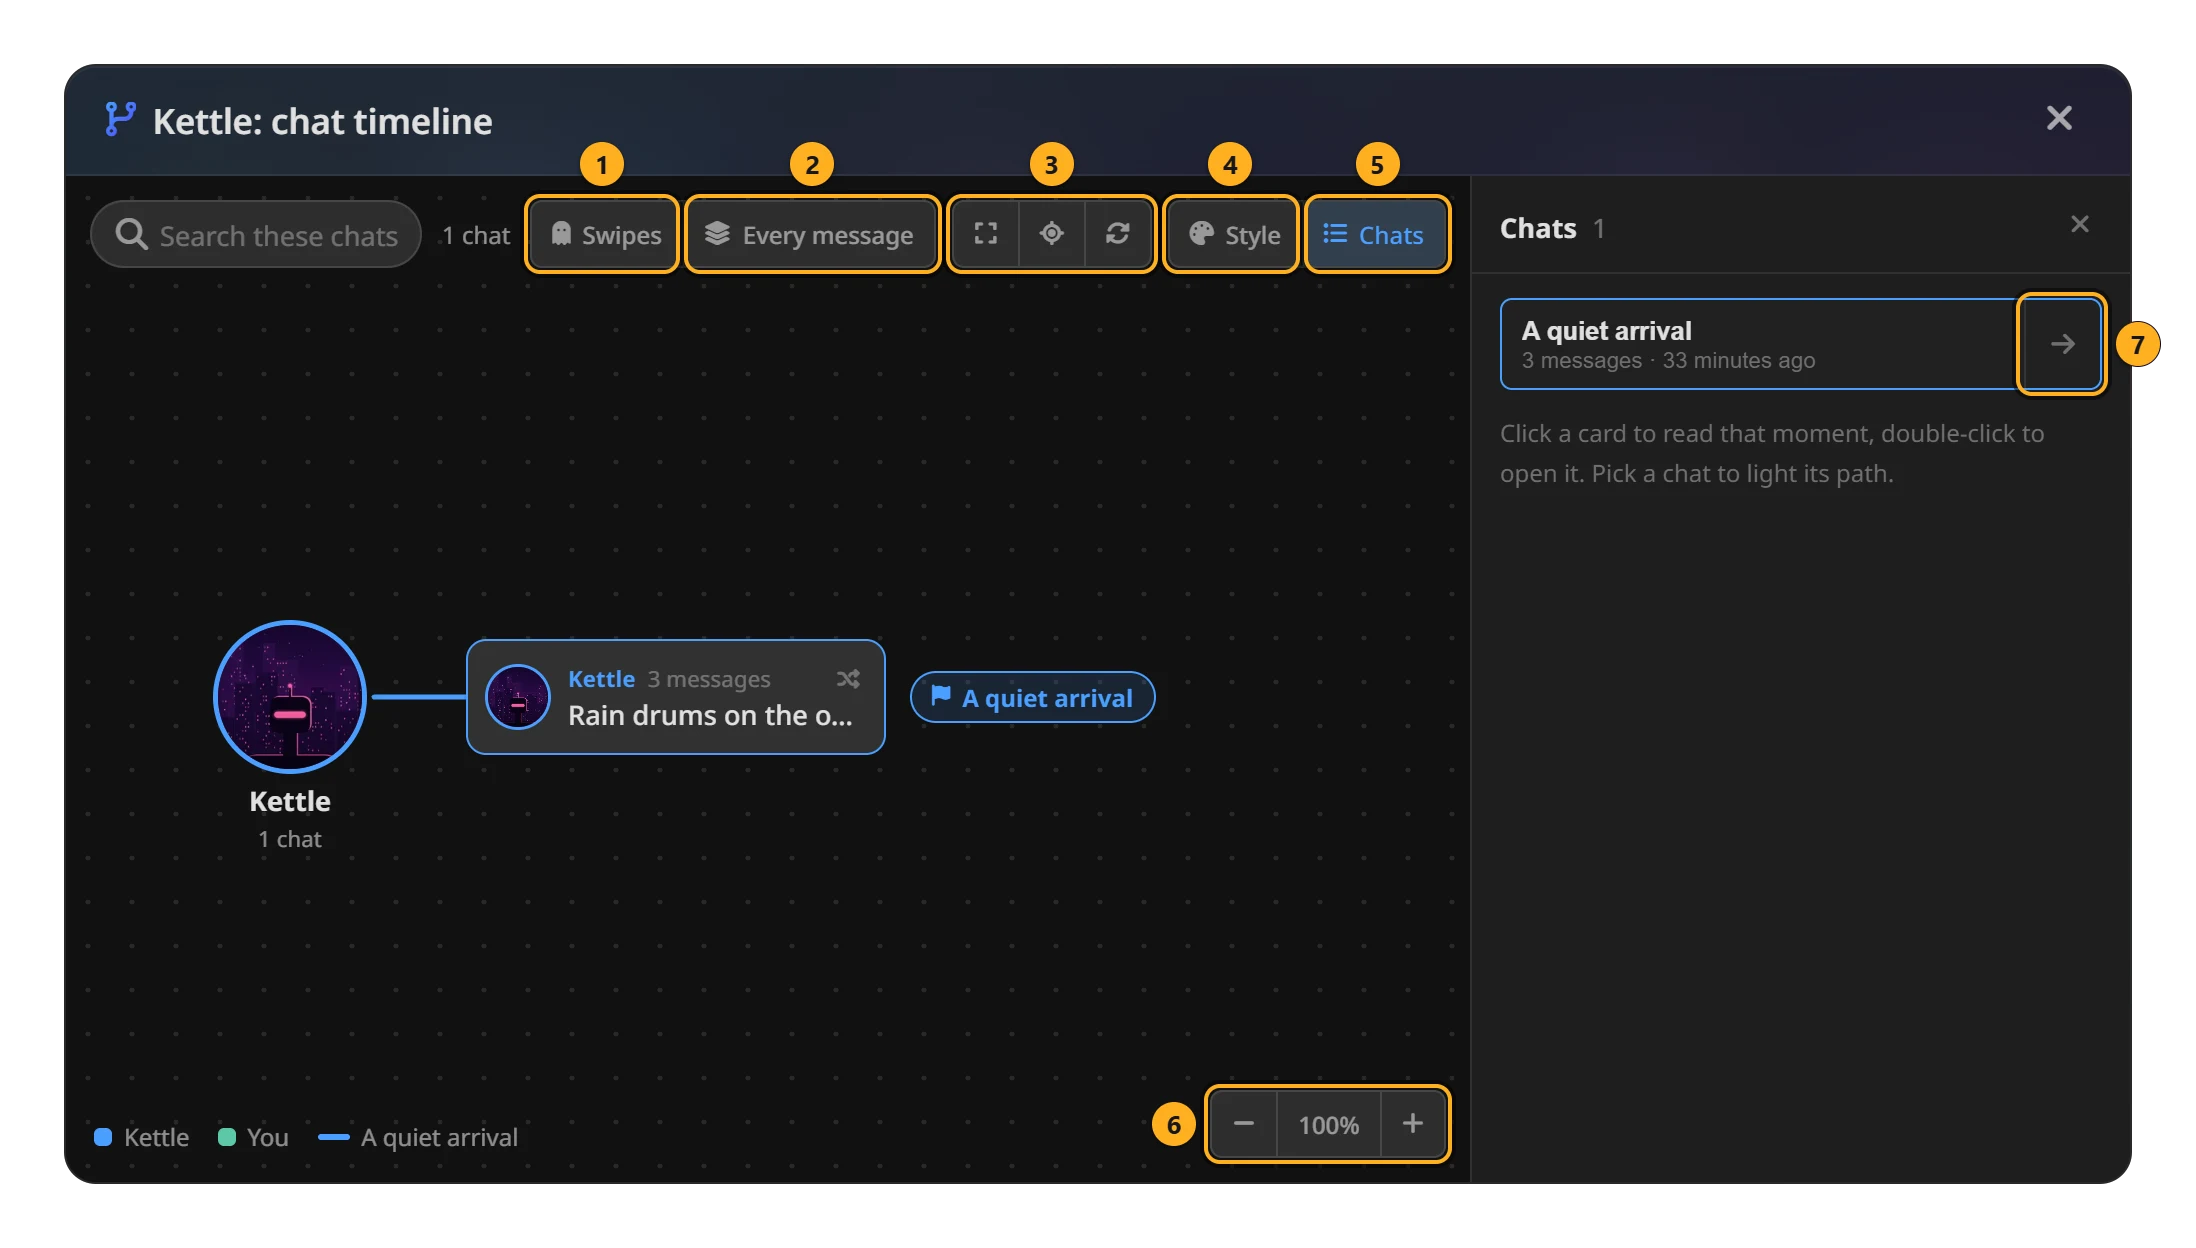 Kettle: chat timeline
1
2
3
4
5
Search these chats
1 chat
Swipes
Every message
Style
Chats
Chats 1
A quiet arrival
3 messages · 33 minutes ago
7
Click a card to read that moment, double-click to
open it. Pick a chat to light its path.
Kettle 3 messages
Rain drums on the o...
A quiet arrival
Kettle
1 chat
6
100%
Kettle
You
A quiet arrival